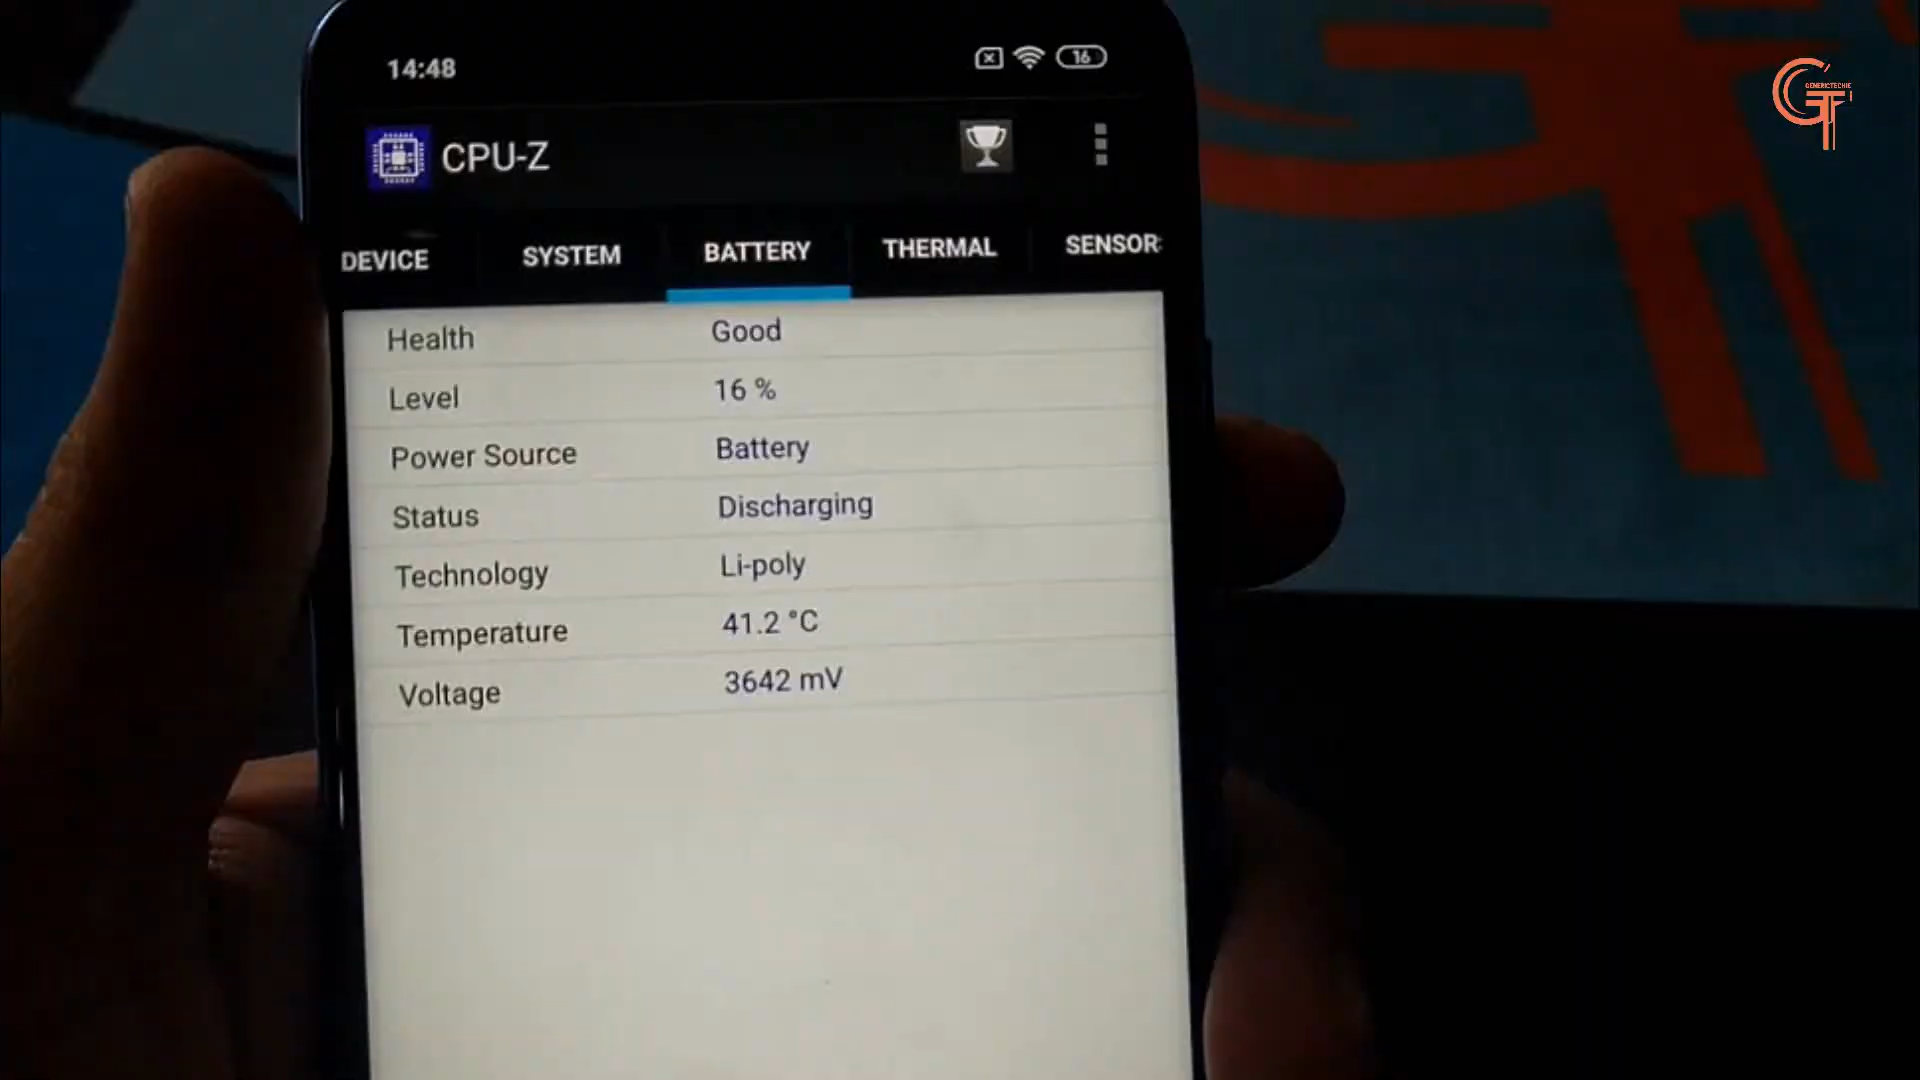 14:48 16
CPU-Z
DEVICE SYSTEM BATTERY THERMAL SENSOR
Health Good
Level 16 %
Power Source Battery
Status Discharging
Technology Li-poly
Temperature 41.2 °C
Voltage 3642 mV
GENERICTECHIE